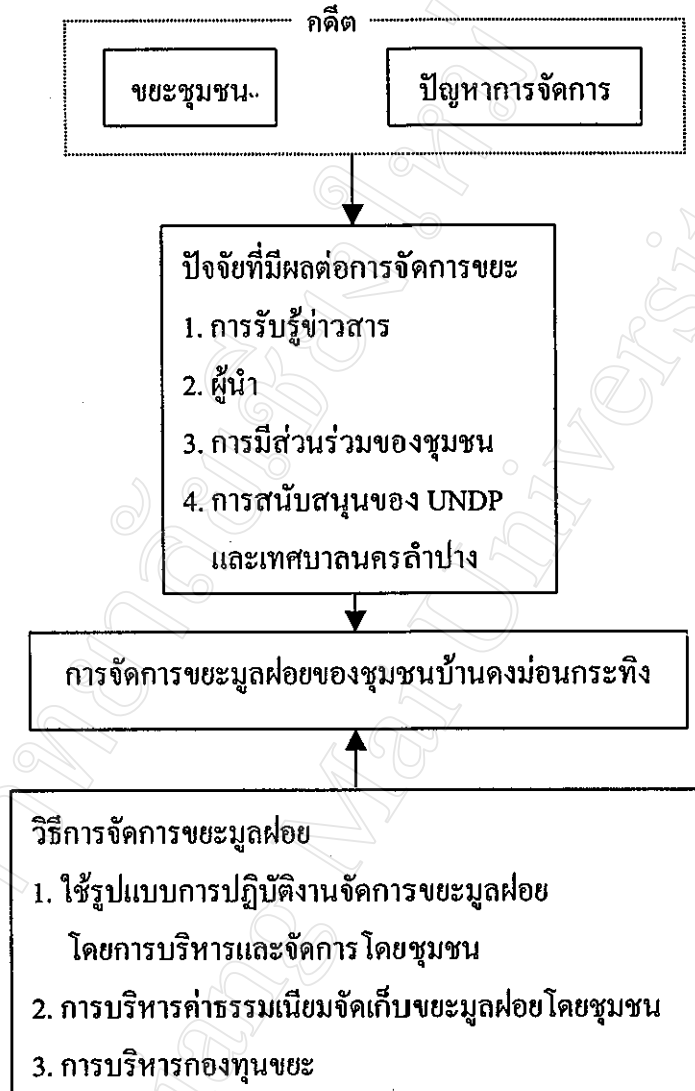 กคีต
ขยะชุมชน..
ปัญหาการจัดการ
ปัจจัยที่มีผลต่อการจัดการขยะ
1. การรับรู้ข่าวสาร
2. ผู้นำ
3. การมีส่วนร่วมของชุมชน
4. การสนับสนุนของ UNDP
และเทศบาลนครลำปาง
การจัดการขยะมูลฝอยของชุมชนบ้านดงม่อนกระทิง
วิธีการจัดการขยะมูลฝอย
1. ใช้รูปแบบการปฏิบัติงานจัดการขยะมูลฝอย
โดยการบริหารและจัดการ โดยชุมชน
2. การบริหารค่าธรรมเนียมจัดเก็บขยะมูลฝอยโดยชุมชน
3. การบริหารกองทุนขยะ